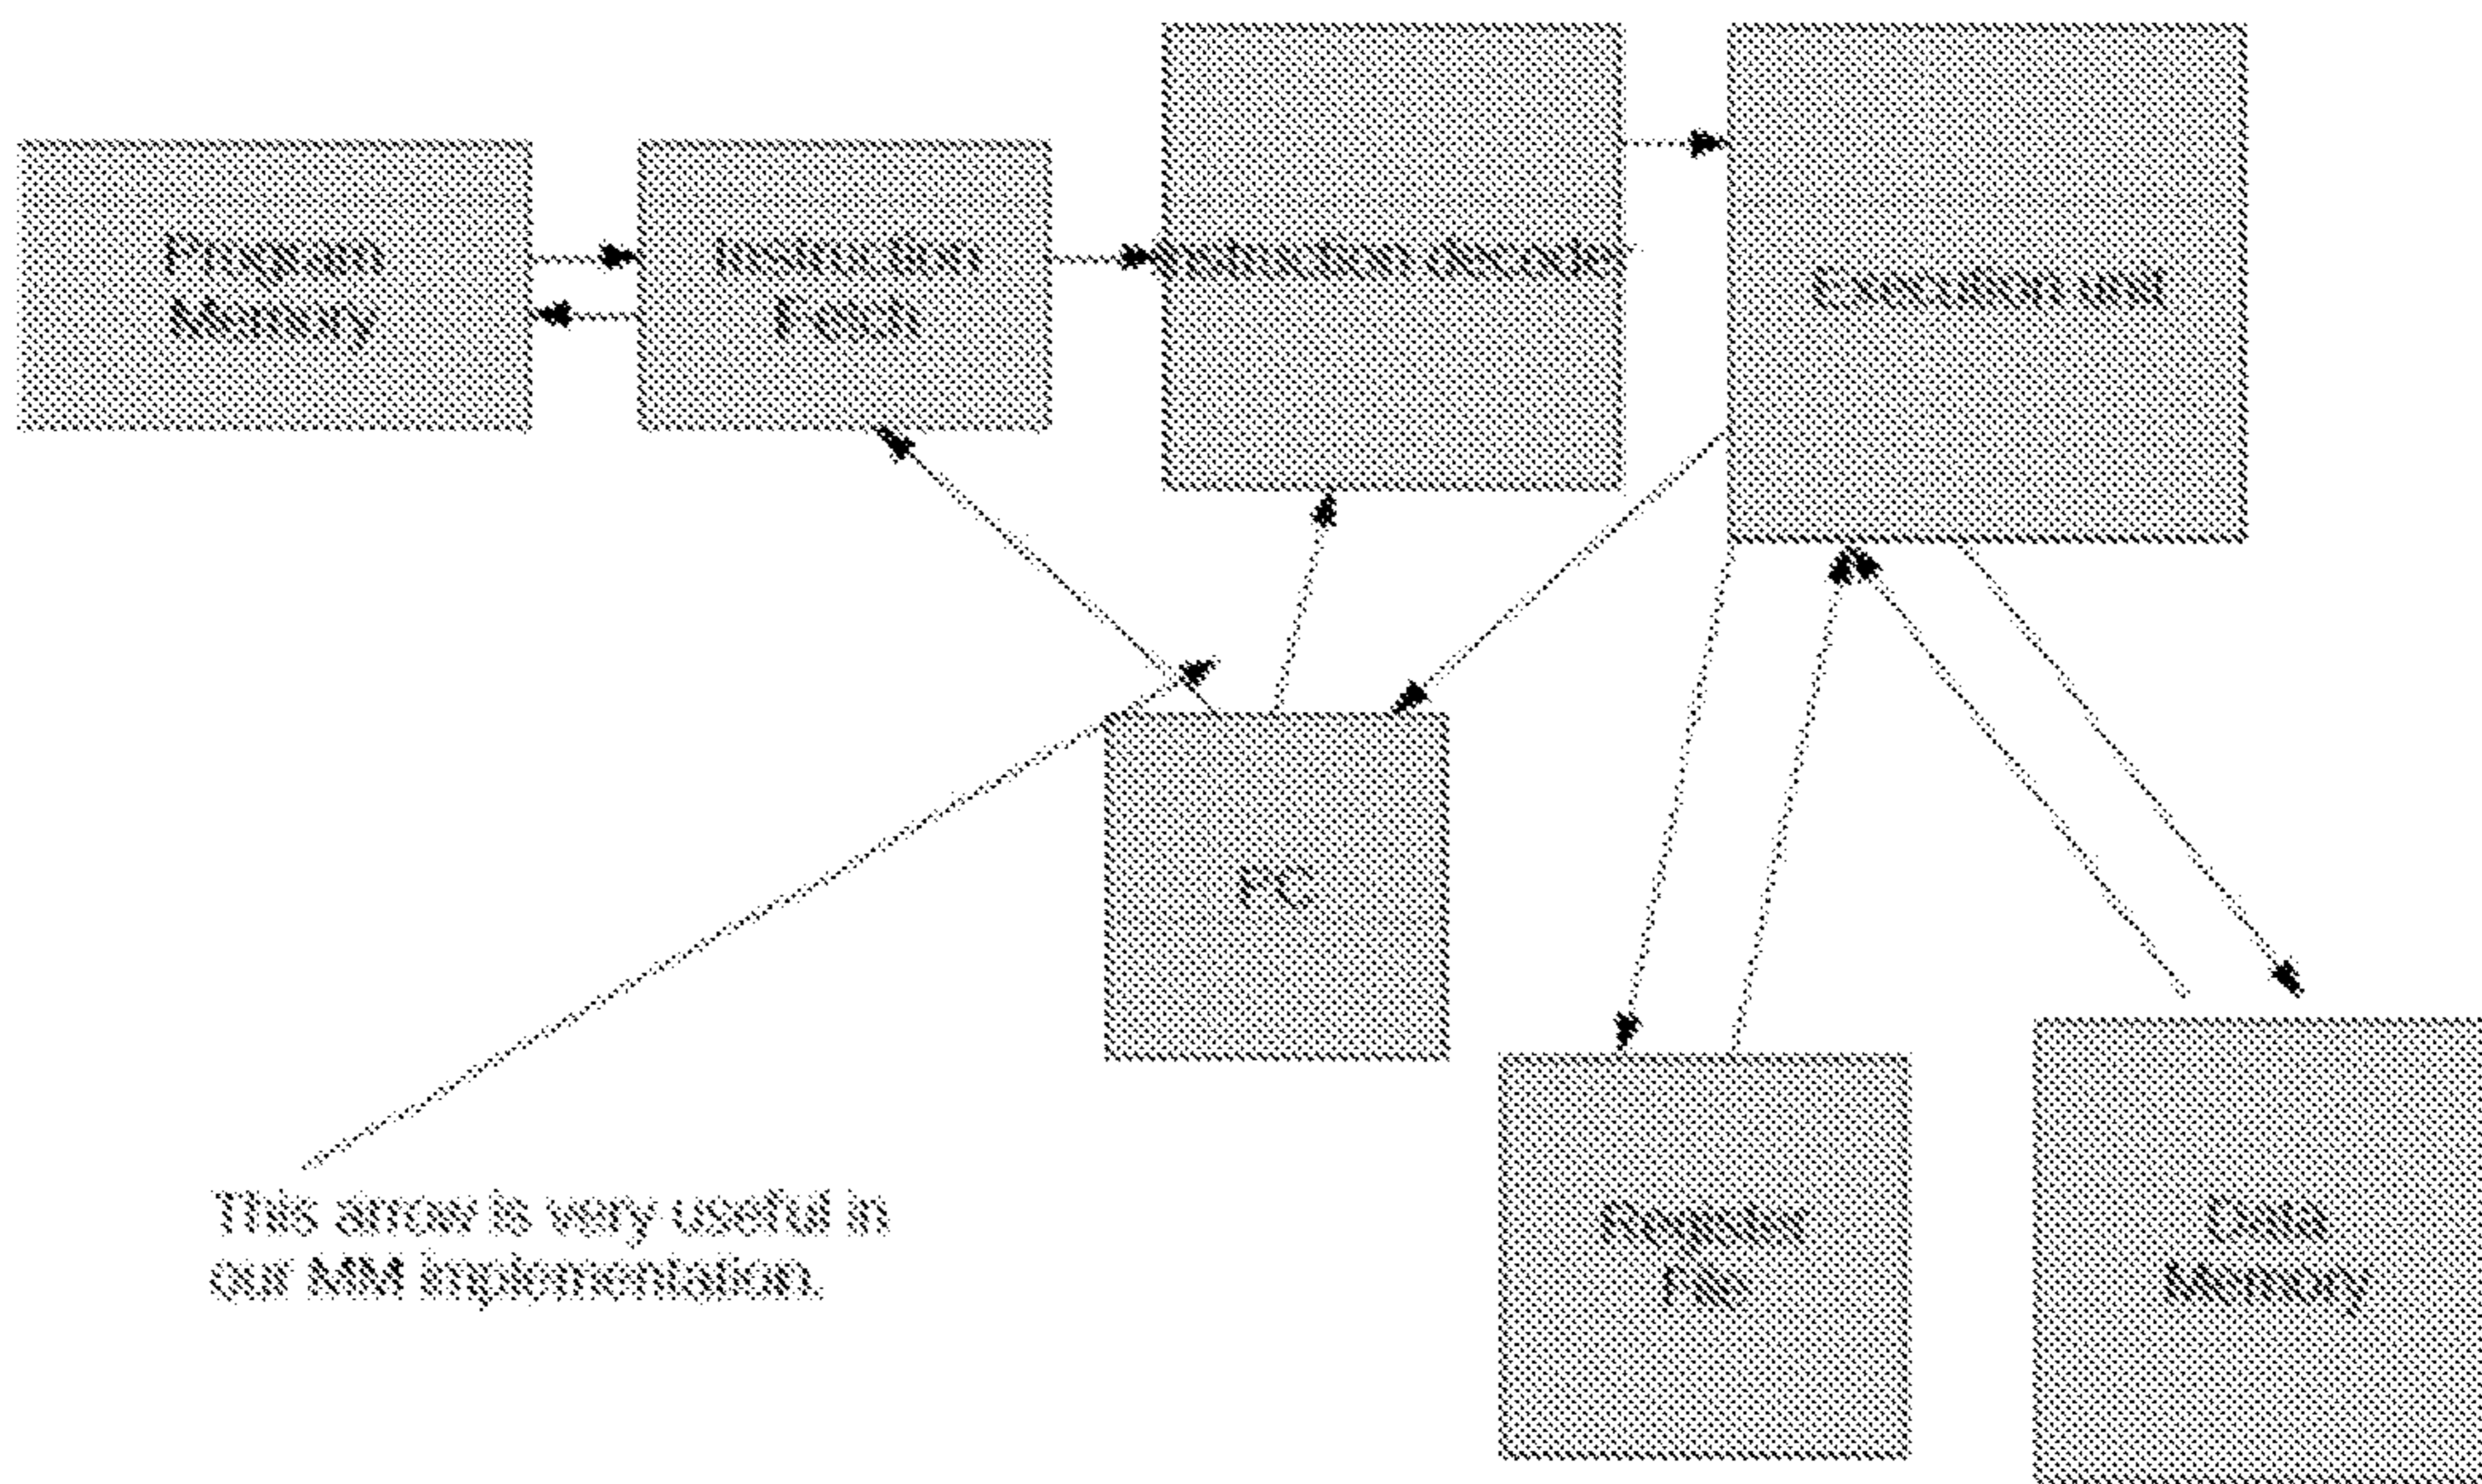 Program
Memory
Instruction
Fetch
Instruction decoder
Execution unit
PC
Register
File
Data
Memory
This arrow is very useful in
our MM implementation.